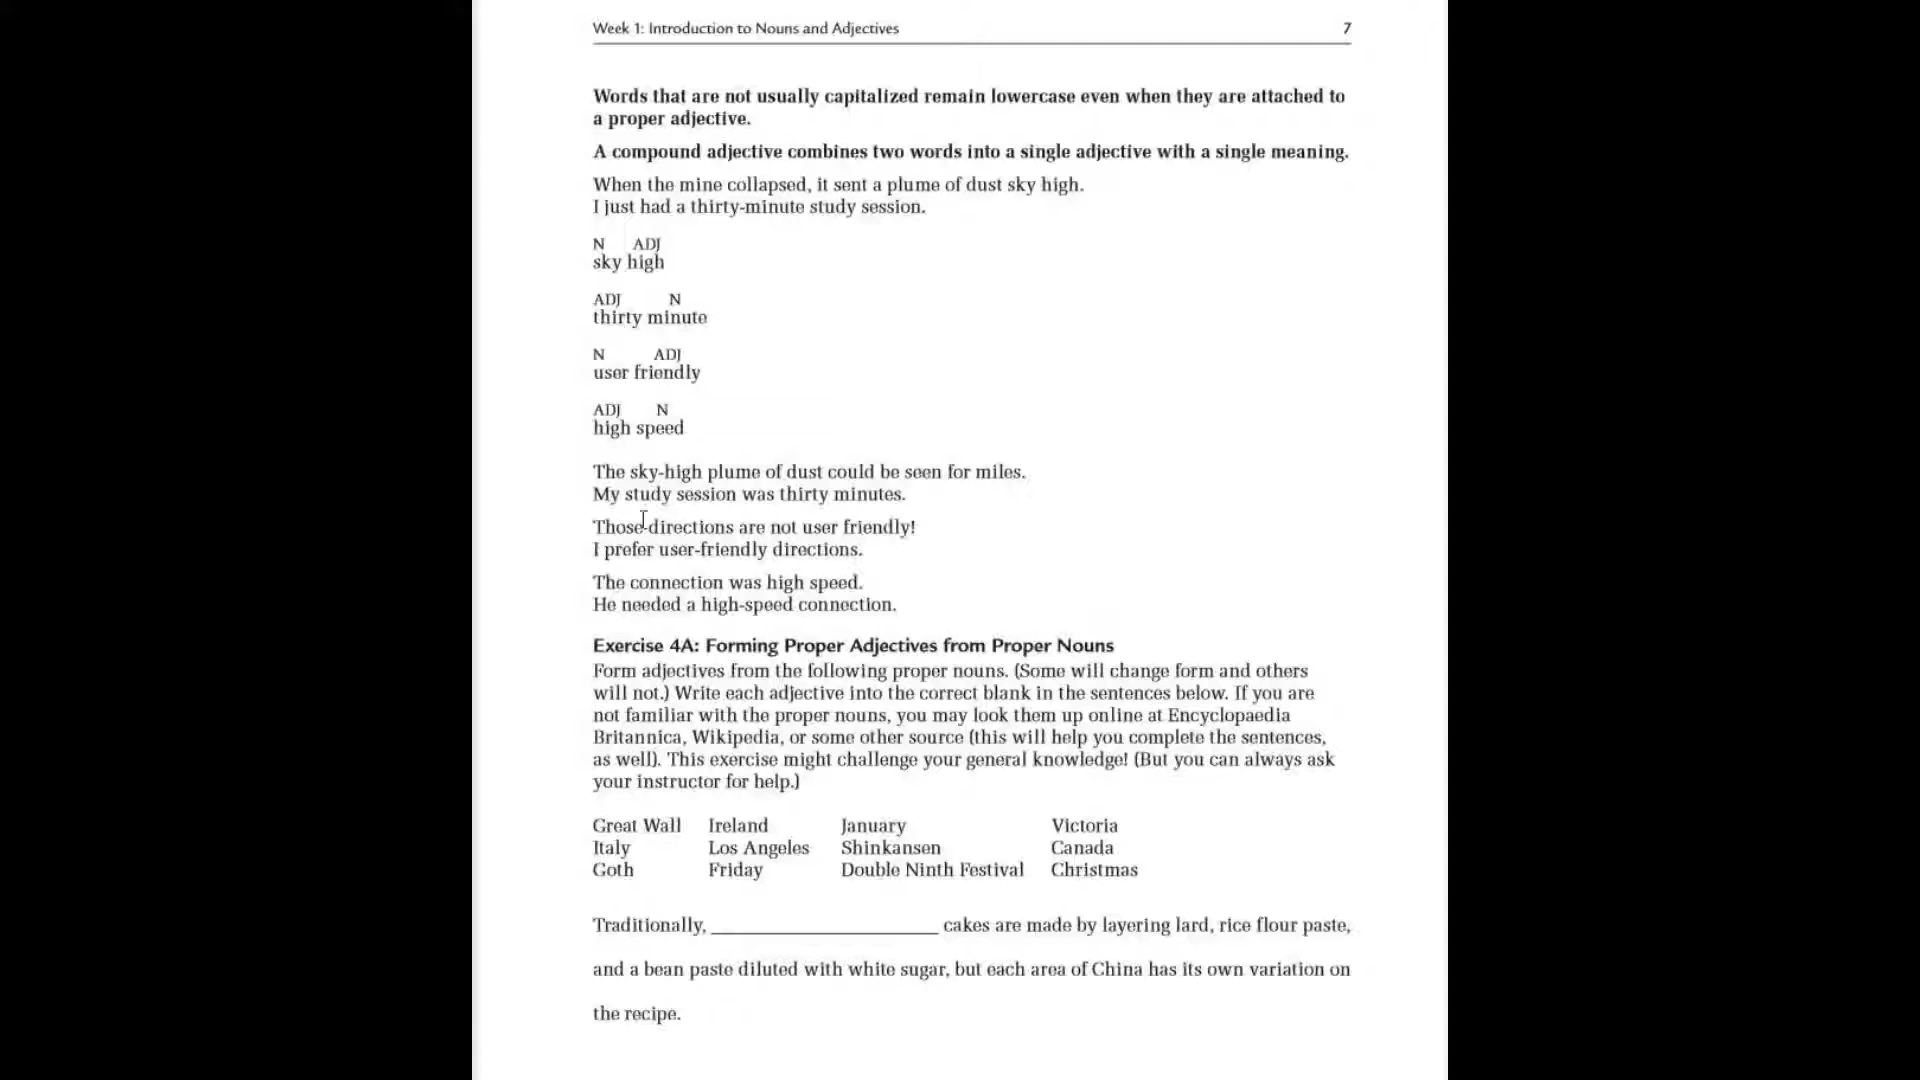 Week 1: Introduction to Nouns and Adjectives 7
Words that are not usually capitalized remain lowercase even when they are attached to
a proper adjective.
A compound adjective combines two words into a single adjective with a single meaning.
When the mine collapsed, it sent a plume of dust sky high.
I just had a thirty-minute study session.
N ADJ
sky high
ADJ N
thirty minute
N ADJ
user friendly
ADJ N
high speed
The sky-high plume of dust could be seen for miles.
My study session was thirty minutes.
Those directions are not user friendly!
I prefer user-friendly directions.
The connection was high speed.
He needed a high-speed connection.
Exercise 4A: Forming Proper Adjectives from Proper Nouns
Form adjectives from the following proper nouns. (Some will change form and others
will not.) Write each adjective into the correct blank in the sentences below. If you are
not familiar with the proper nouns, you may look them up online at Encyclopaedia
Britannica, Wikipedia, or some other source (this will help you complete the sentences,
as well). This exercise might challenge your general knowledge! (But you can always ask
your instructor for help.)
Great Wall Ireland January Victoria
Italy Los Angeles Shinkansen Canada
Goth Friday Double Ninth Festival Christmas
Traditionally, ______________________ cakes are made by layering lard, rice flour paste,
and a bean paste diluted with white sugar, but each area of China has its own variation on
the recipe.